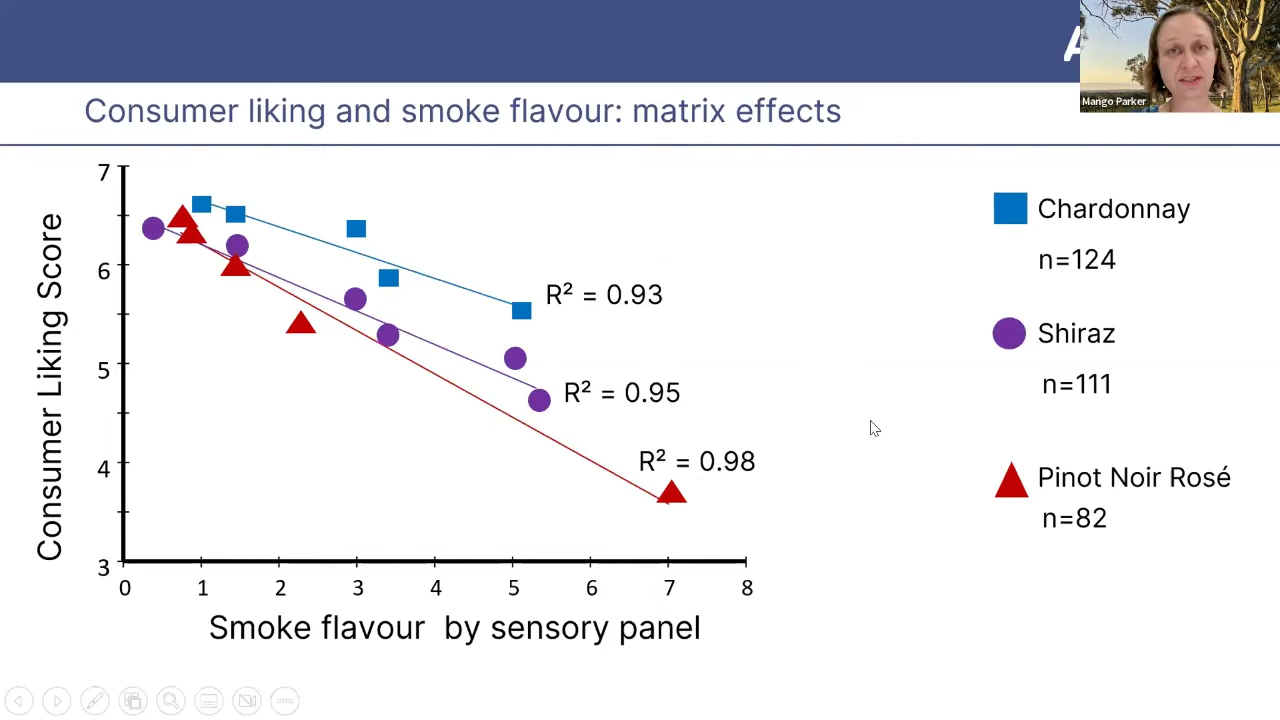 A
Mango Parker
Consumer liking and smoke flavour: matrix effects
Consumer Liking Score
7
6
5
4
3
0 1 2 3 4 5 6 7 8
Smoke flavour by sensory panel
R² = 0.93
R² = 0.95
R² = 0.98
Chardonnay
n=124
Shiraz
n=111
Pinot Noir Rosé
n=82